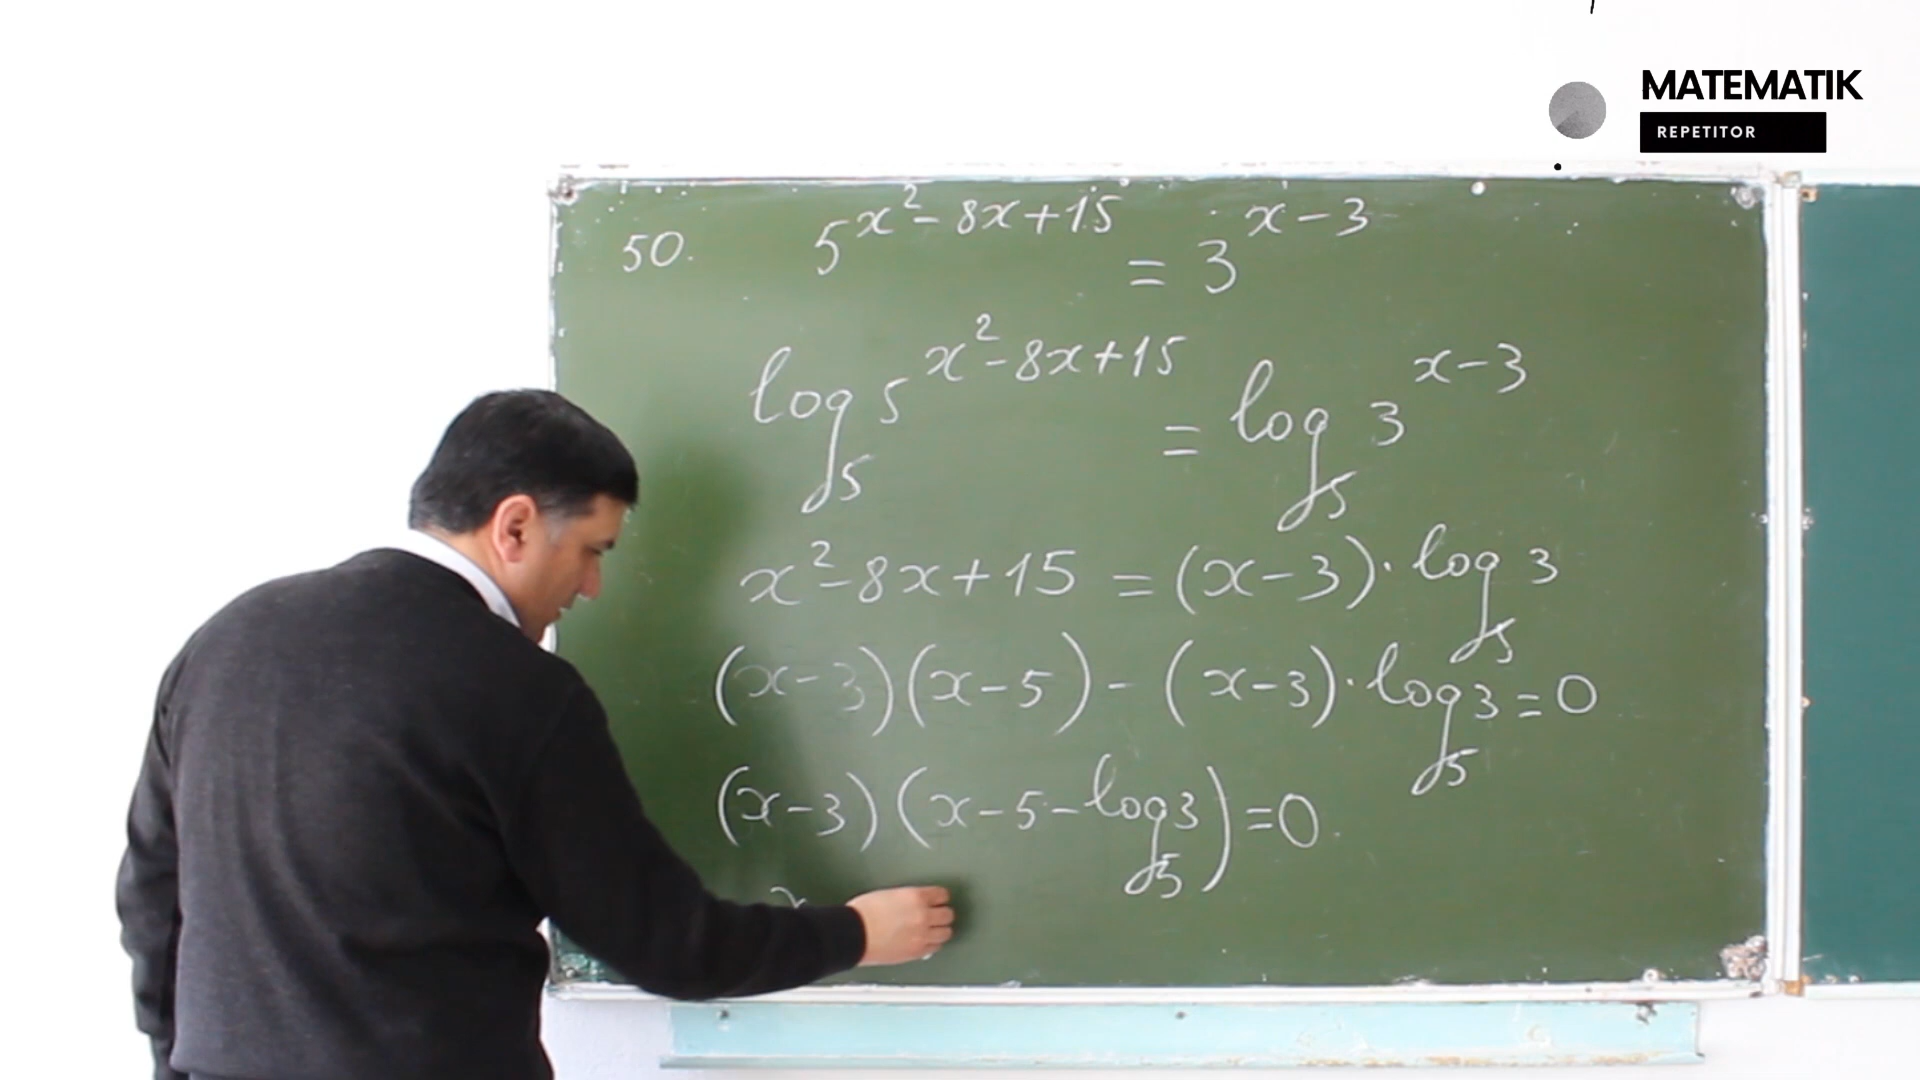 MATEMATIK
REPETITOR
50. 5^{x²-8x+15} = 3^{x-3}
log₅ 5^{x²-8x+15} = log₅ 3^{x-3}
x²-8x+15 = (x-3)·log₅ 3
(x-3)(x-5) - (x-3)·log₅ 3 = 0
(x-3)(x-5-log₅ 3) = 0.
x